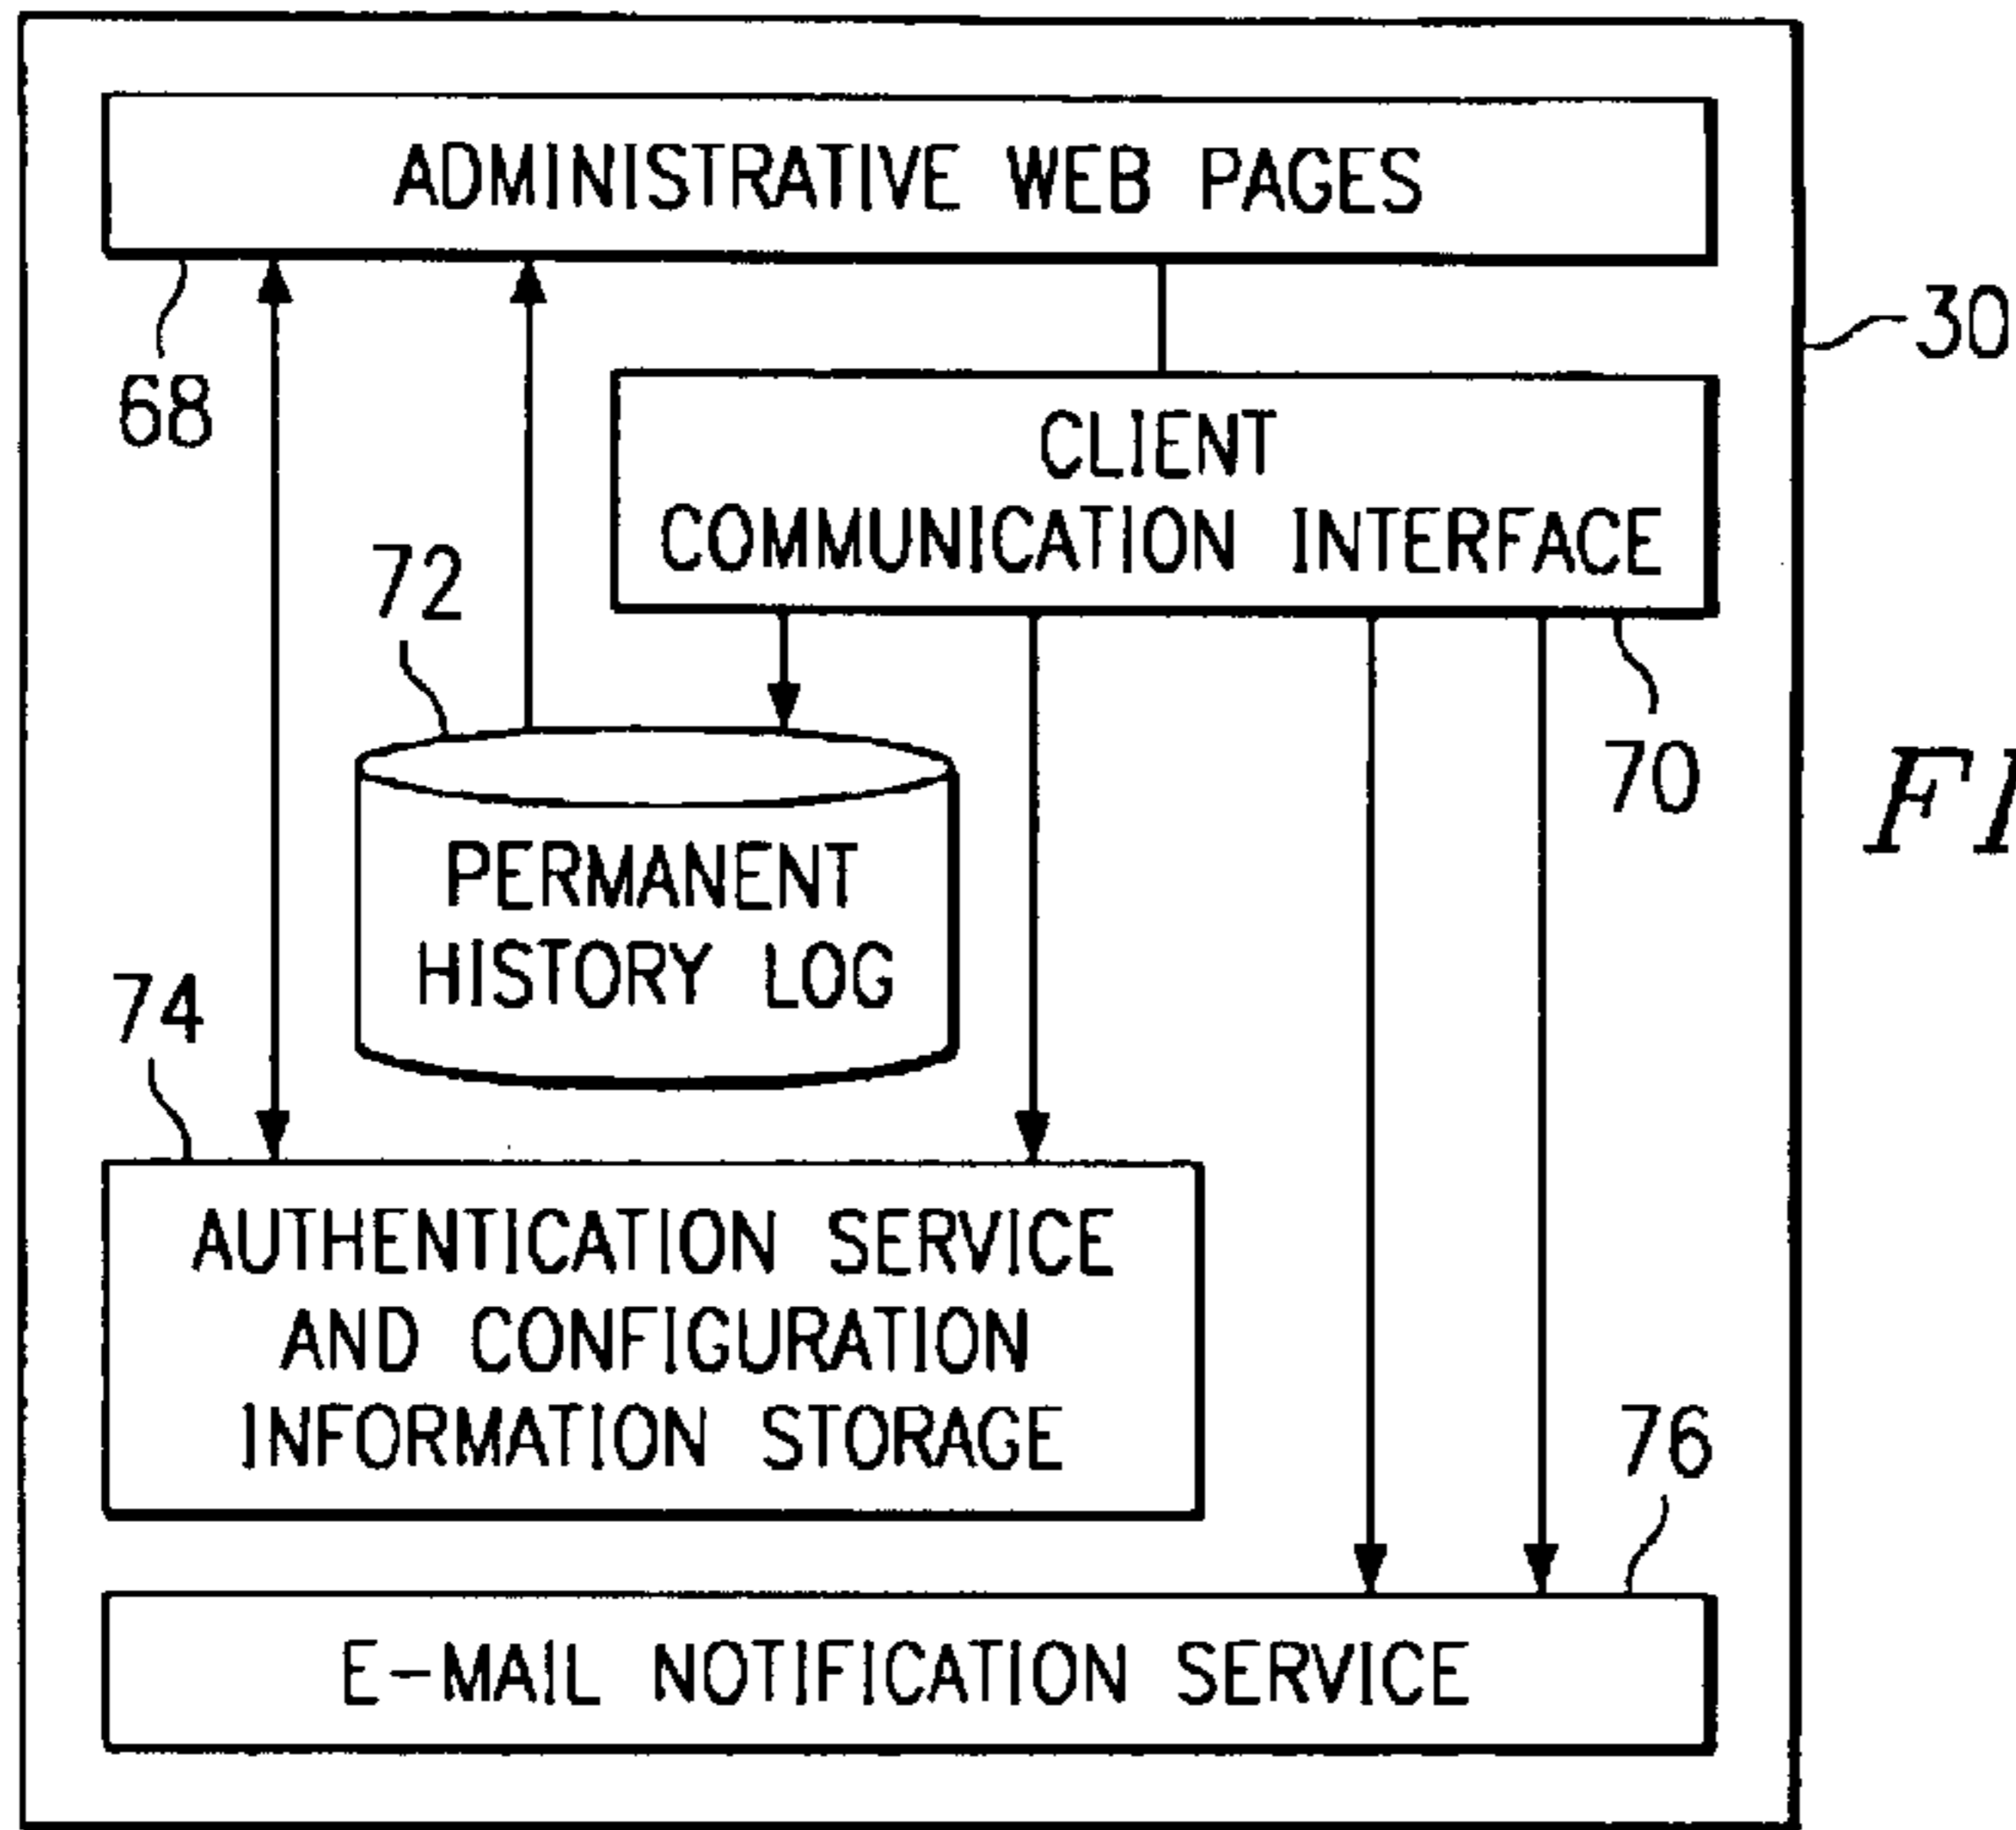 ADMINISTRATIVE WEB PAGES
30
68
CLIENT
COMMUNICATION INTERFACE
72
70
FI
PERMANENT
HISTORY LOG
74
AUTHENTICATION SERVICE
AND CONFIGURATION
INFORMATION STORAGE
76
E-MAIL NOTIFICATION SERVICE